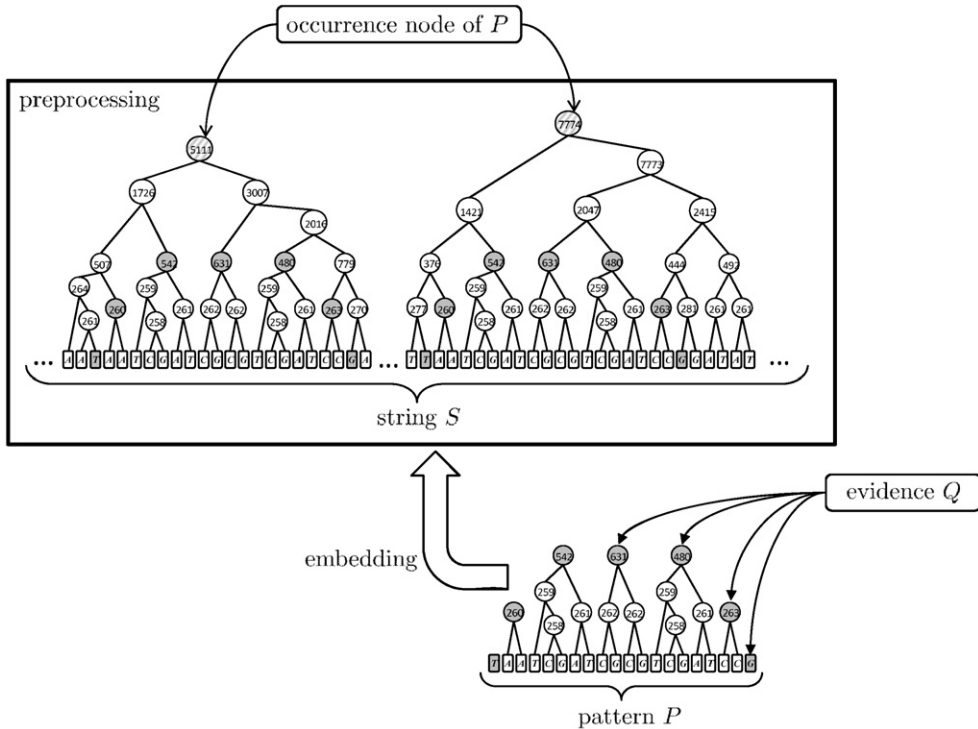 occurrence node of P
preprocessing
7774
5111
7773
1726 3007
1421 2047 2415
2016
507 542 631 480 779 376 542 631 480 444 492
264 259 259 259 259
260 261 262 262 261 263 270 277 260 261 262 262 261 263 281 261 261
261 258 258 258 258
... A A T A A T C G A T C G C G T C G A T C C G A ... T T A A T C G A T C G C G T C G A T C C G G A T A T ...
string S
evidence Q
embedding
542 631 480
259 259
260 261 262 262 261 263
258 258
T A A T C G A T C G C G T C G A T C C G
pattern P